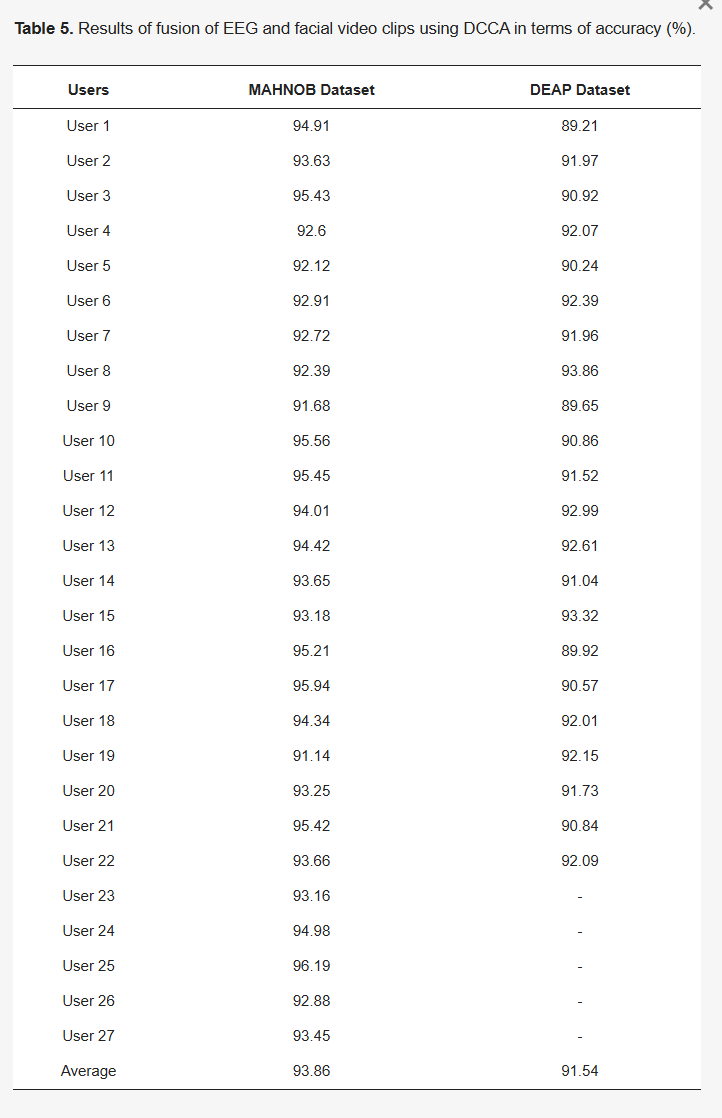 Table 5. Results of fusion of EEG and facial video clips using DCCA in terms of accuracy (%).
Users MAHNOB Dataset DEAP Dataset
User 1 94.91 89.21
User 2 93.63 91.97
User 3 95.43 90.92
User 4 92.6 92.07
User 5 92.12 90.24
User 6 92.91 92.39
User 7 92.72 91.96
User 8 92.39 93.86
User 9 91.68 89.65
User 10 95.56 90.86
User 11 95.45 91.52
User 12 94.01 92.99
User 13 94.42 92.61
User 14 93.65 91.04
User 15 93.18 93.32
User 16 95.21 89.92
User 17 95.94 90.57
User 18 94.34 92.01
User 19 91.14 92.15
User 20 93.25 91.73
User 21 95.42 90.84
User 22 93.66 92.09
User 23 93.16 -
User 24 94.98 -
User 25 96.19 -
User 26 92.88 -
User 27 93.45 -
Average 93.86 91.54